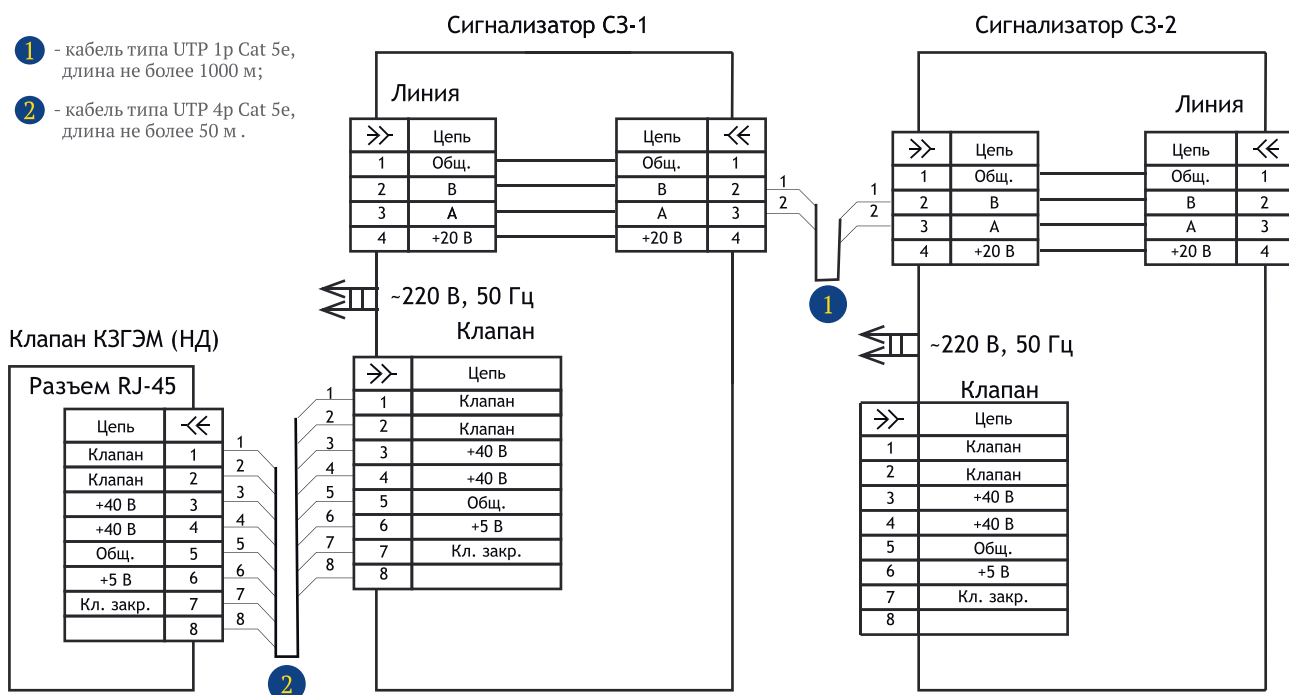 Сигнализатор СЗ-1
Сигнализатор СЗ-2
1 - кабель типа UTP 1р Cat 5e,
длина не более 1000 м;
2 - кабель типа UTP 4р Cat 5e,
длина не более 50 м .
Линия
Цепь Цепь
1 Общ. Общ. 1
2 В В 2
3 А А 3
4 +20 В +20 В 4
1
2
1
1
2
Линия
Цепь Цепь
1 Общ. Общ. 1
2 В В 2
3 А А 3
4 +20 В +20 В 4
~220 В, 50 Гц
~220 В, 50 Гц
Клапан КЗГЭМ (НД)
Разъем RJ-45
Цепь
Клапан 1
Клапан 2
+40 В 3
+40 В 4
Общ. 5
+5 В 6
Кл. закр. 7
8
1
2
3
4
5
6
7
8
2
1
2
3
4
5
6
7
8
Клапан
Цепь
1 Клапан
2 Клапан
3 +40 В
4 +40 В
5 Общ.
6 +5 В
7 Кл. закр.
8
Клапан
Цепь
1 Клапан
2 Клапан
3 +40 В
4 +40 В
5 Общ.
6 +5 В
7 Кл. закр.
8